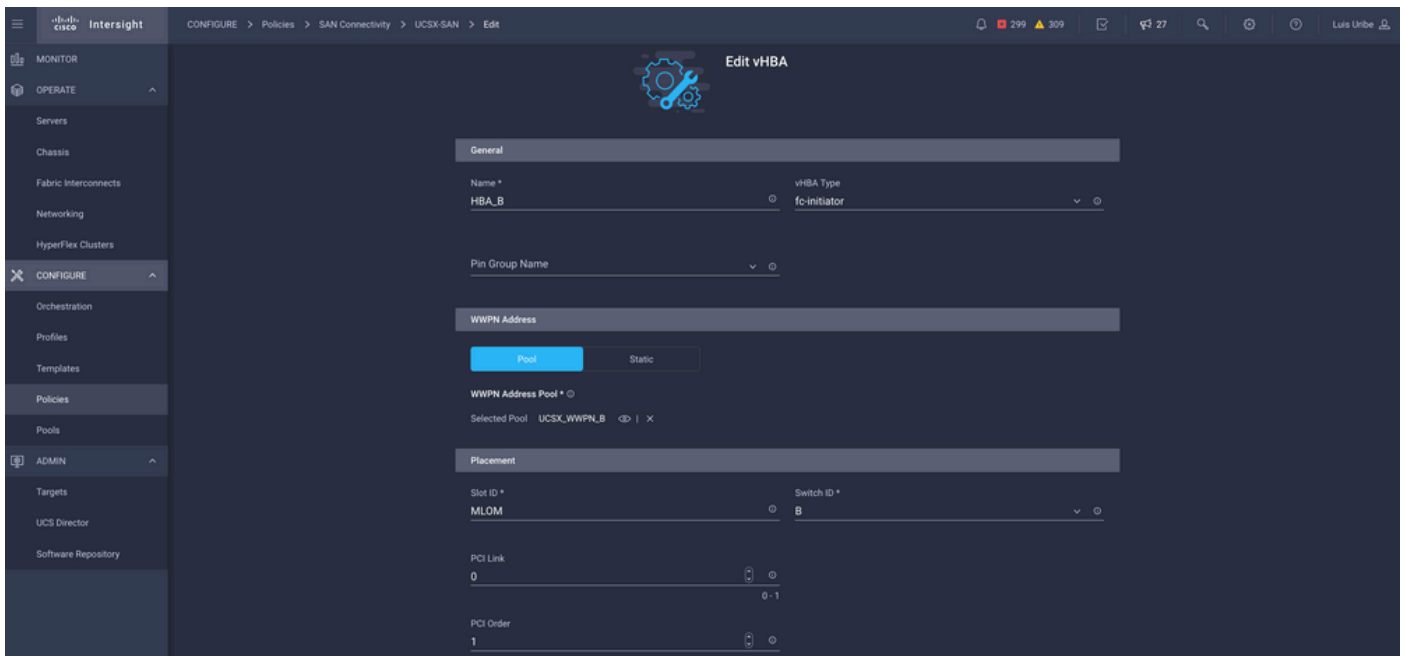 cisco Intersight
CONFIGURE > Policies > SAN Connectivity > UCSX-SAN > Edit
299 309 27 Luis Uribe
MONITOR
OPERATE
Servers
Chassis
Fabric Interconnects
Networking
HyperFlex Clusters
CONFIGURE
Orchestration
Profiles
Templates
Policies
Pools
ADMIN
Targets
UCS Director
Software Repository
Edit vHBA
General
Name * vHBA Type
HBA_B fc-initiator
Pin Group Name
WWPN Address
Pool Static
WWPN Address Pool *
Selected Pool UCSX_WWPN_B | ×
Placement
Slot ID * Switch ID *
MLOM B
PCI Link
0
0 - 1
PCI Order
1